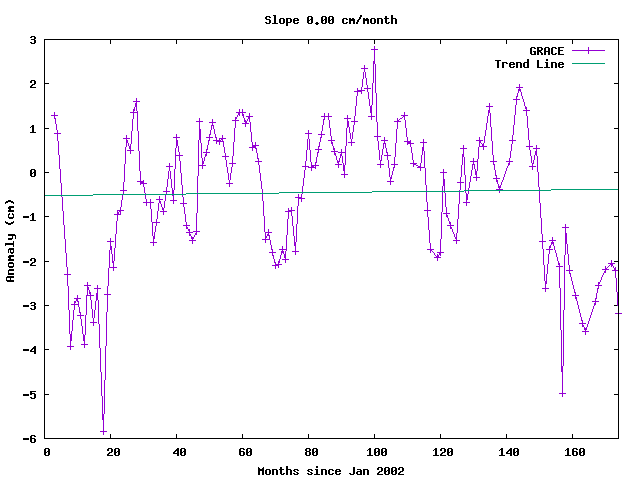 Slope 0.00 cm/month
GRACE
Trend Line
3
2
1
0
-1
-2
-3
-4
-5
-6
Anomaly (cm)
0 20 40 60 80 100 120 140 160
Months since Jan 2002